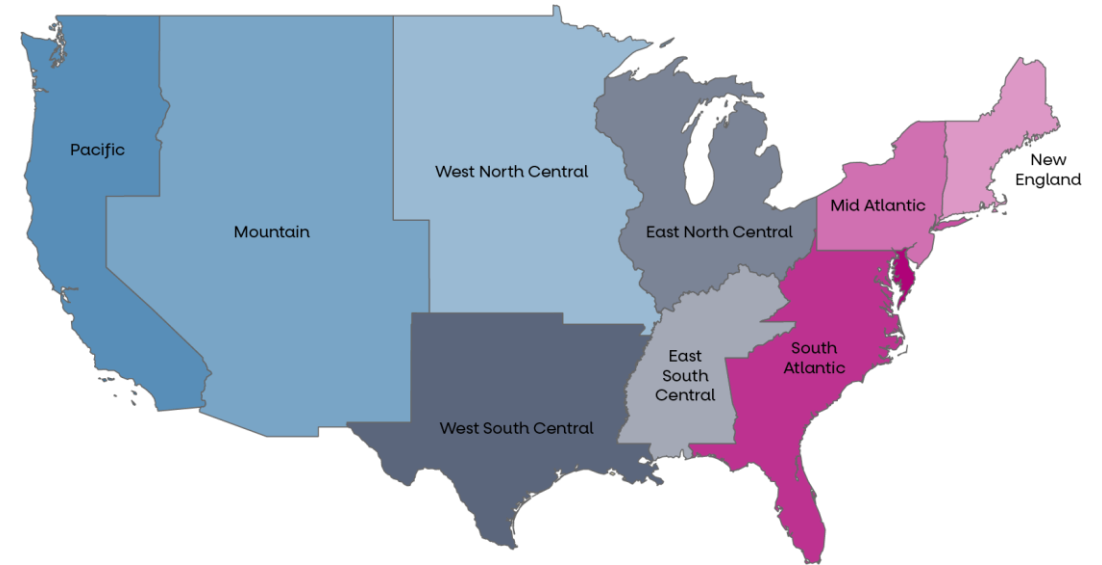 Pacific
Mountain
West North Central
East North Central
Mid Atlantic
New
England
East
South
Central
South
Atlantic
West South Central